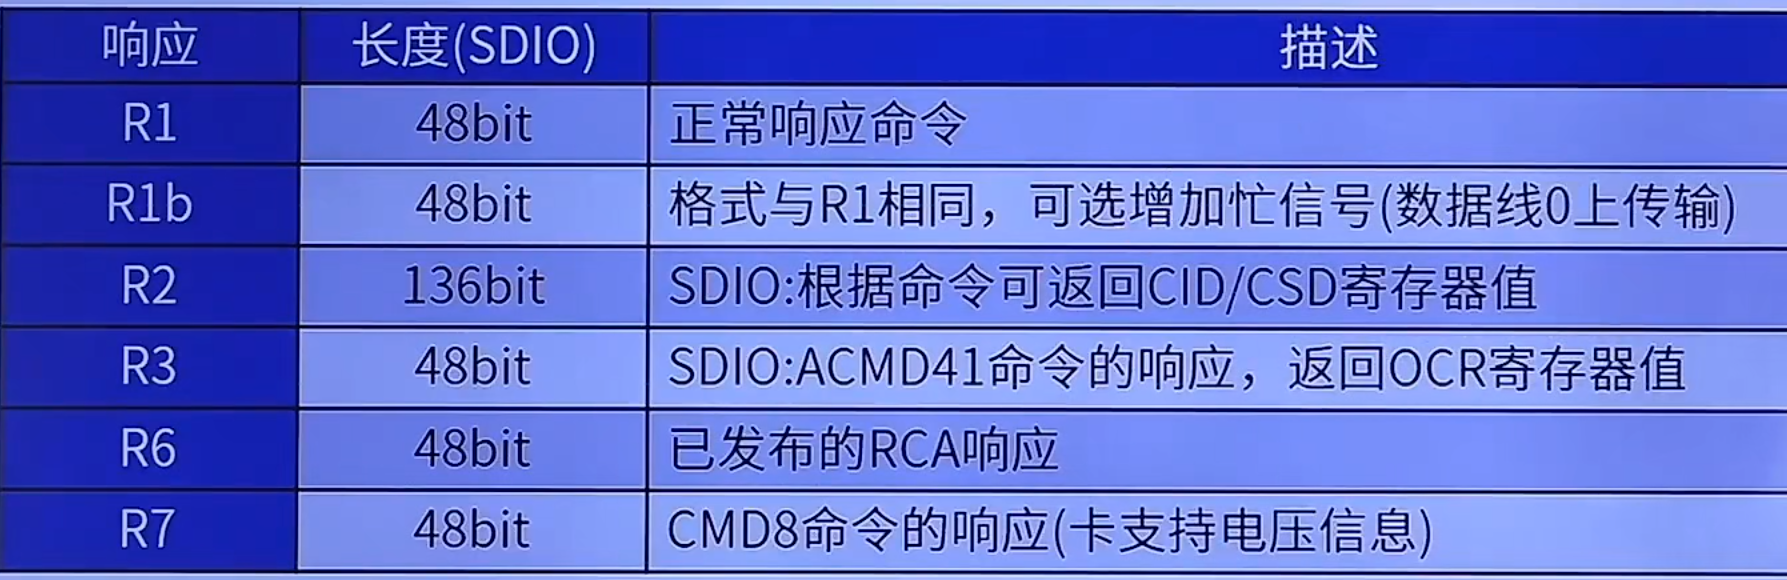 响应 长度(SDIO) 描述
R1 48bit 正常响应命令
R1b 48bit 格式与R1相同，可选增加忙信号(数据线0上传输)
R2 136bit SDIO:根据命令可返回CID/CSD寄存器值
R3 48bit SDIO:ACMD41命令的响应，返回OCR寄存器值
R6 48bit 已发布的RCA响应
R7 48bit CMD8命令的响应(卡支持电压信息)